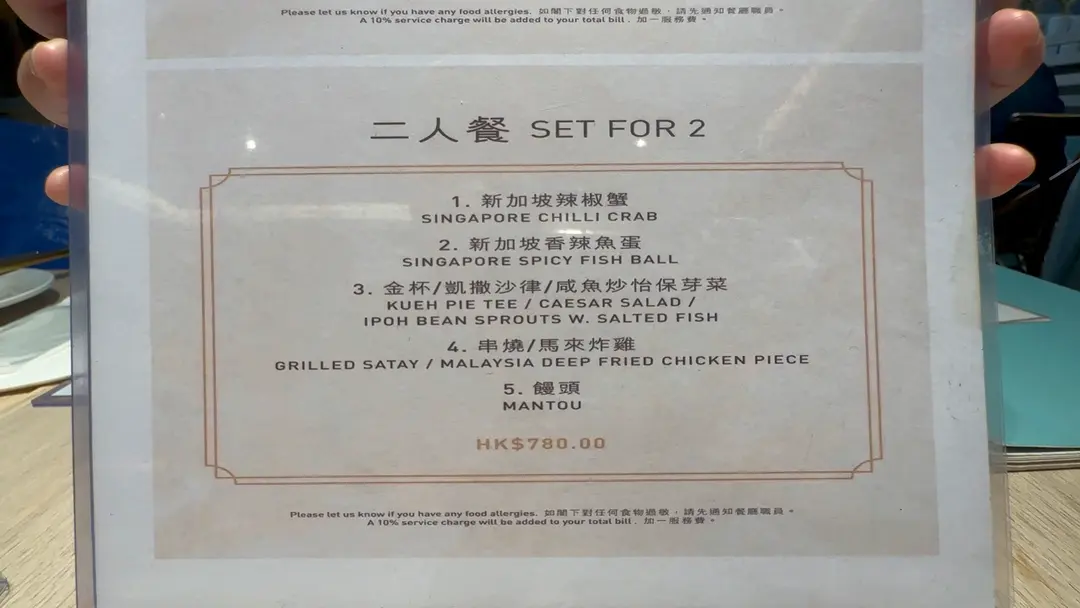 Please let us know if you have any food allergies. 如閣下對任何食物過敏，請先通知餐廳職員。
A 10% service charge will be added to your total bill . 加一服務費。
二人餐 SET FOR 2
1. 新加坡辣椒蟹
SINGAPORE CHILLI CRAB
2. 新加坡香辣魚蛋
SINGAPORE SPICY FISH BALL
3. 金杯/凱撒沙律/咸魚炒怡保芽菜
KUEH PIE TEE / CAESAR SALAD /
IPOH BEAN SPROUTS W. SALTED FISH
4. 串燒/馬來炸雞
GRILLED SATAY / MALAYSIA DEEP FRIED CHICKEN PIECE
5. 饅頭
MANTOU
HK$780.00
Please let us know if you have any food allergies. 如閣下對任何食物過敏，請先通知餐廳職員。
A 10% service charge will be added to your total bill . 加一服務費。